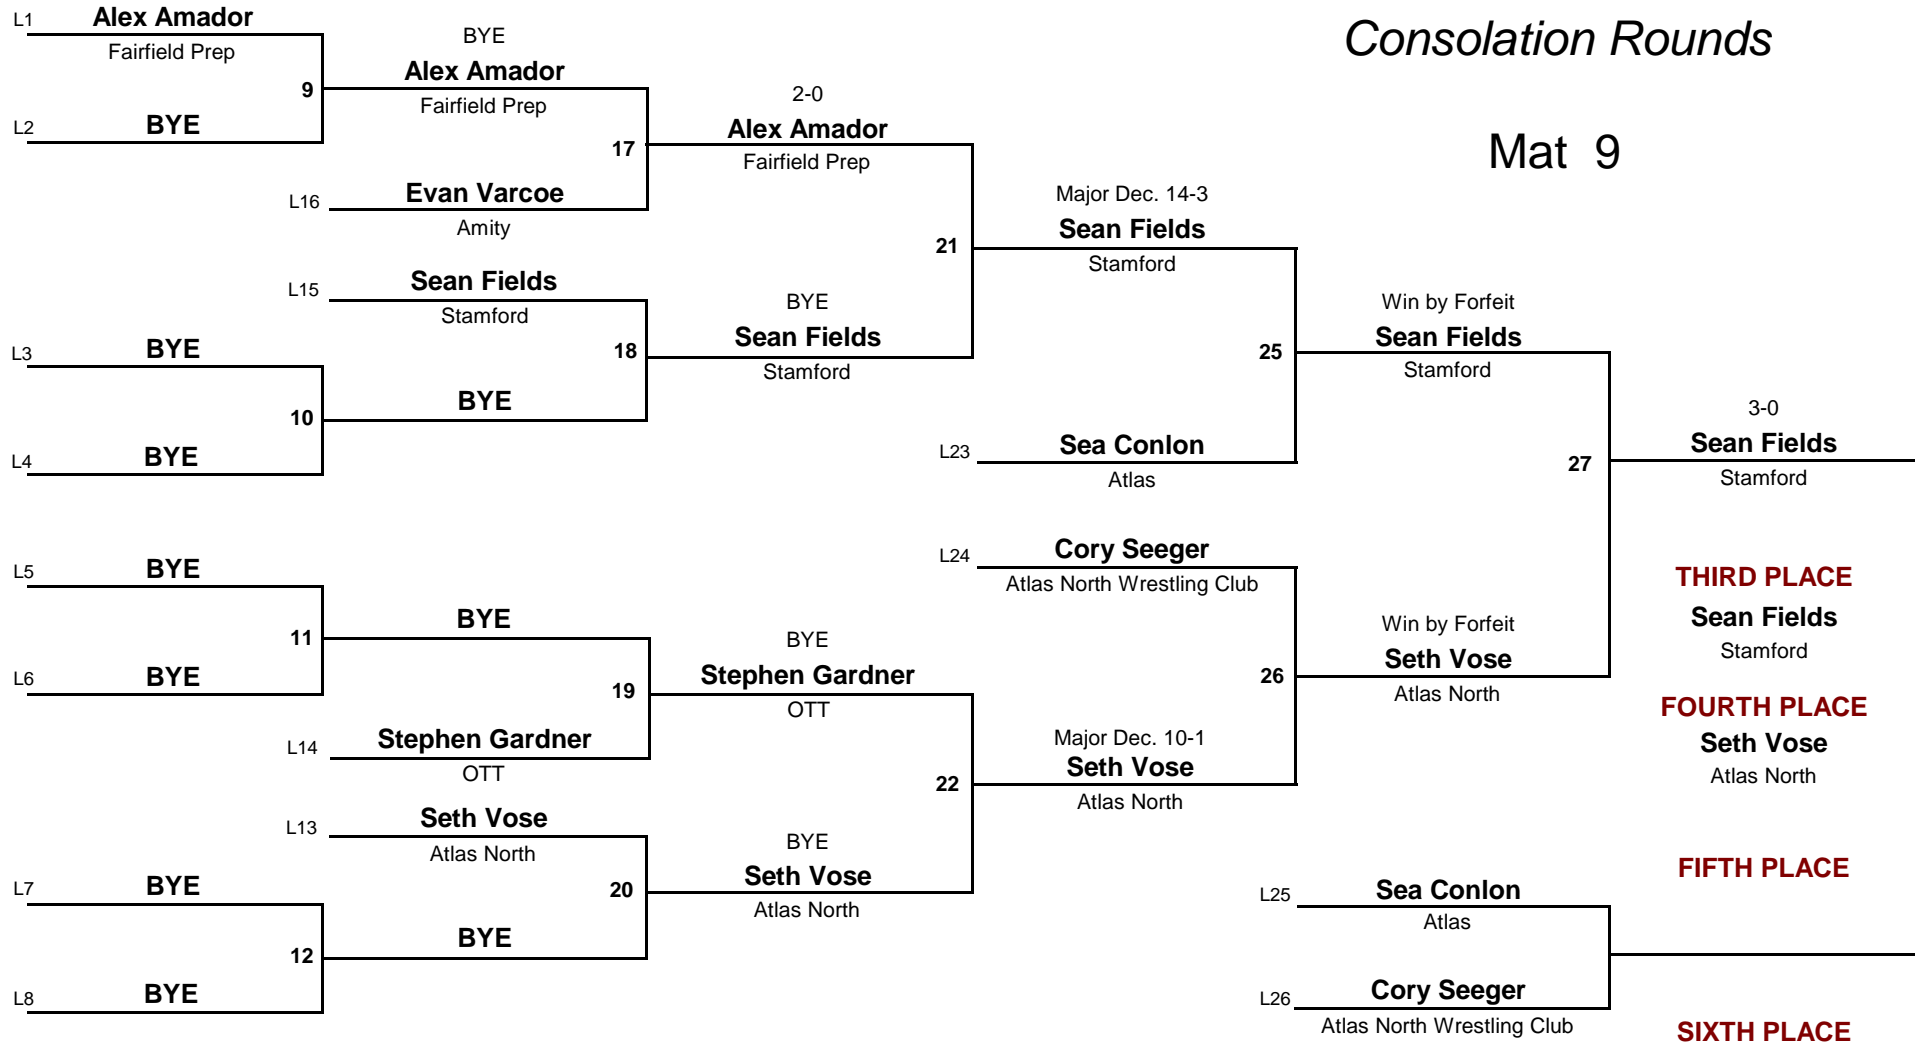 Consolation Rounds
Mat 9
L1 Alex Amador
Fairfield Prep
9
L2 BYE
BYE
Alex Amador
Fairfield Prep
17
L16 Evan Varcoe
Amity
2-0
Alex Amador
Fairfield Prep
21
L15 Sean Fields
Stamford
18
L3 BYE
10
BYE
L4 BYE
BYE
Sean Fields
Stamford
Major Dec. 14-3
Sean Fields
Stamford
25
L23 Sea Conlon
Atlas
Win by Forfeit
Sean Fields
Stamford
27
3-0
Sean Fields
Stamford
L5 BYE
11
BYE
L6 BYE
19
L14 Stephen Gardner
OTT
BYE
Stephen Gardner
OTT
22
L13 Seth Vose
Atlas North
20
L7 BYE
12
BYE
L8 BYE
BYE
Seth Vose
Atlas North
L24 Cory Seeger
Atlas North Wrestling Club
26
Major Dec. 10-1
Seth Vose
Atlas North
Win by Forfeit
Seth Vose
Atlas North
THIRD PLACE
Sean Fields
Stamford
FOURTH PLACE
Seth Vose
Atlas North
FIFTH PLACE
L25 Sea Conlon
Atlas
L26 Cory Seeger
Atlas North Wrestling Club
SIXTH PLACE